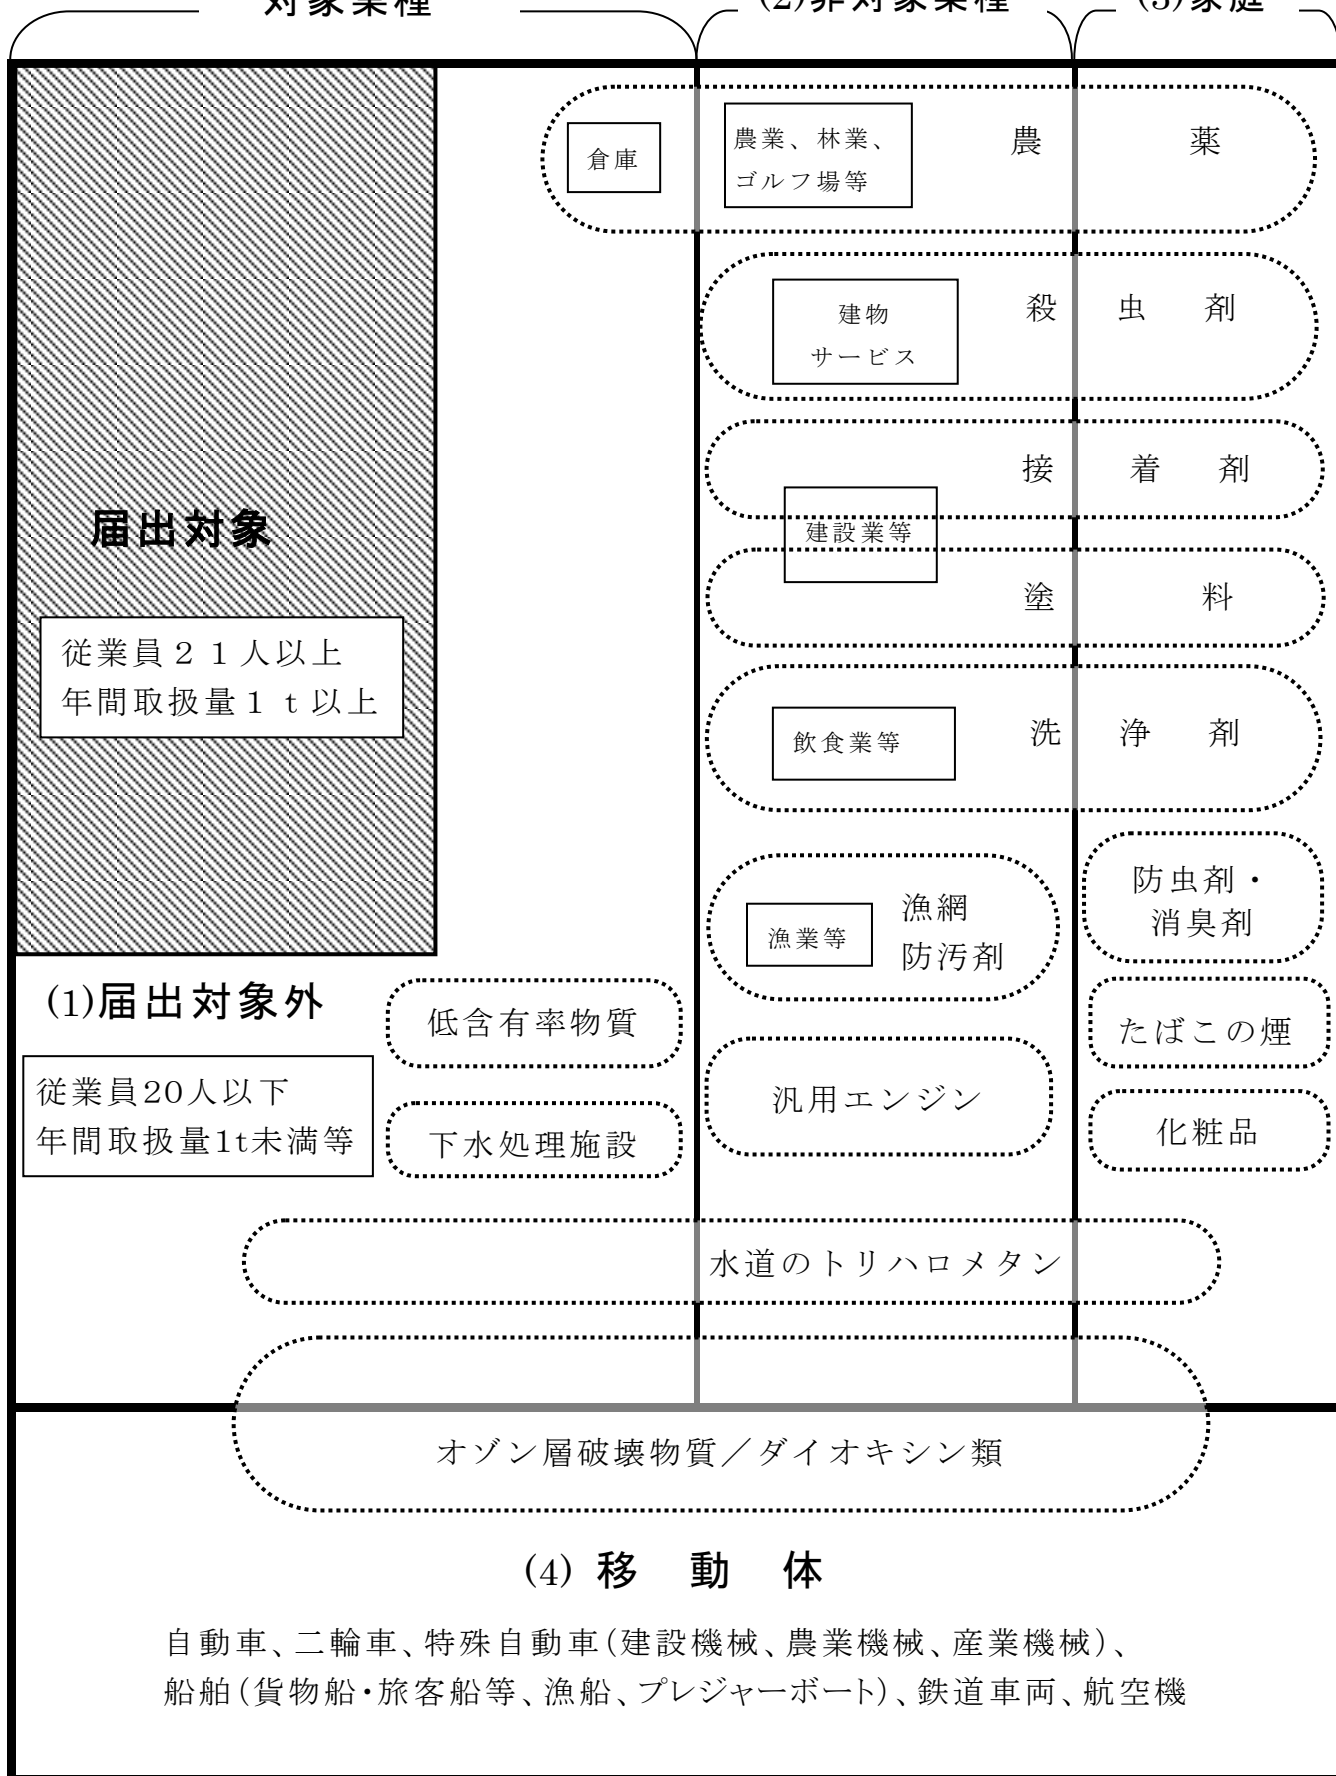 対象業種
(2)非対象業種
(3)家庭
倉庫
農業、林業、
ゴルフ場等
農薬
建物
サービス
殺虫剤
接着剤
建設業等
塗料
届出対象
従業員２１人以上
年間取扱量１ｔ以上
飲食業等
洗浄剤
漁業等
漁網
防汚剤
防虫剤・
消臭剤
(1)届出対象外
低含有率物質
たばこの煙
従業員20人以下
年間取扱量1t未満等
下水処理施設
汎用エンジン
化粧品
水道のトリハロメタン
オゾン層破壊物質／ダイオキシン類
(4) 移動体
自動車、二輪車、特殊自動車(建設機械、農業機械、産業機械)、
船舶(貨物船・旅客船等、漁船、プレジャーボート)、鉄道車両、航空機